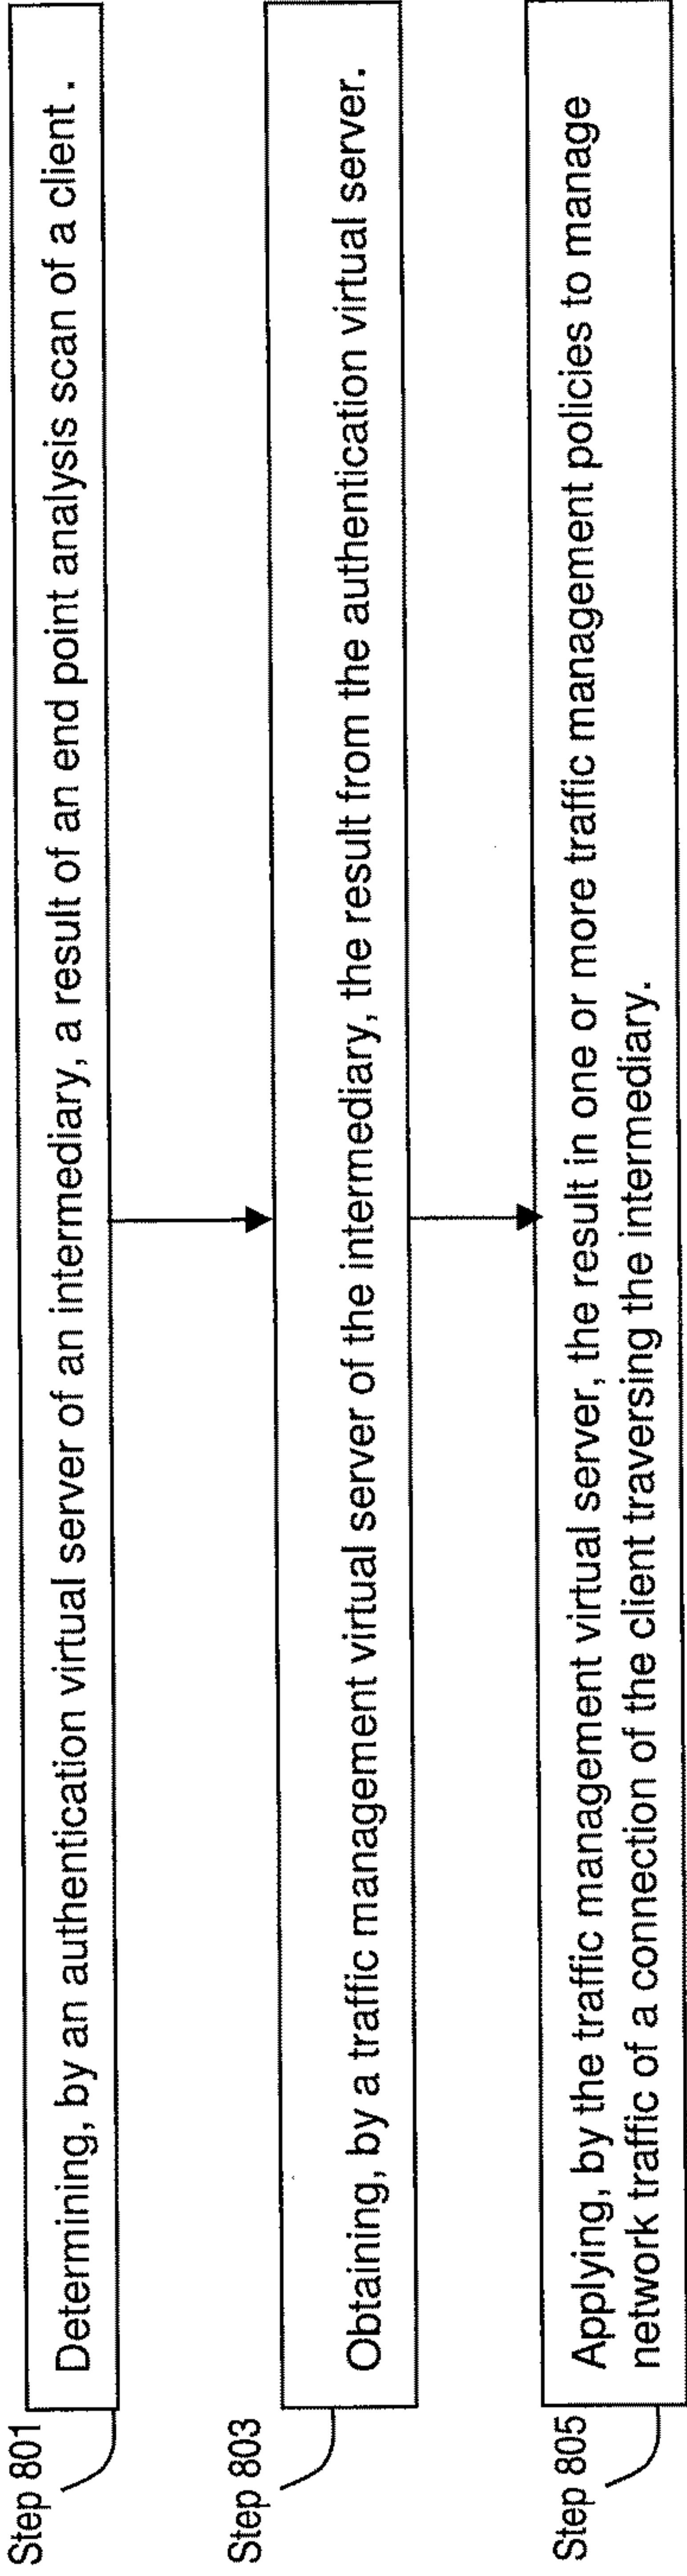 Step 801
Determining, by an authentication virtual server of an intermediary, a result of an end point analysis scan of a client .
Step 803
Obtaining, by a traffic management virtual server of the intermediary, the result from the authentication virtual server.
Step 805
Applying, by the traffic management virtual server, the result in one or more traffic management policies to manage
network traffic of a connection of the client traversing the intermediary.